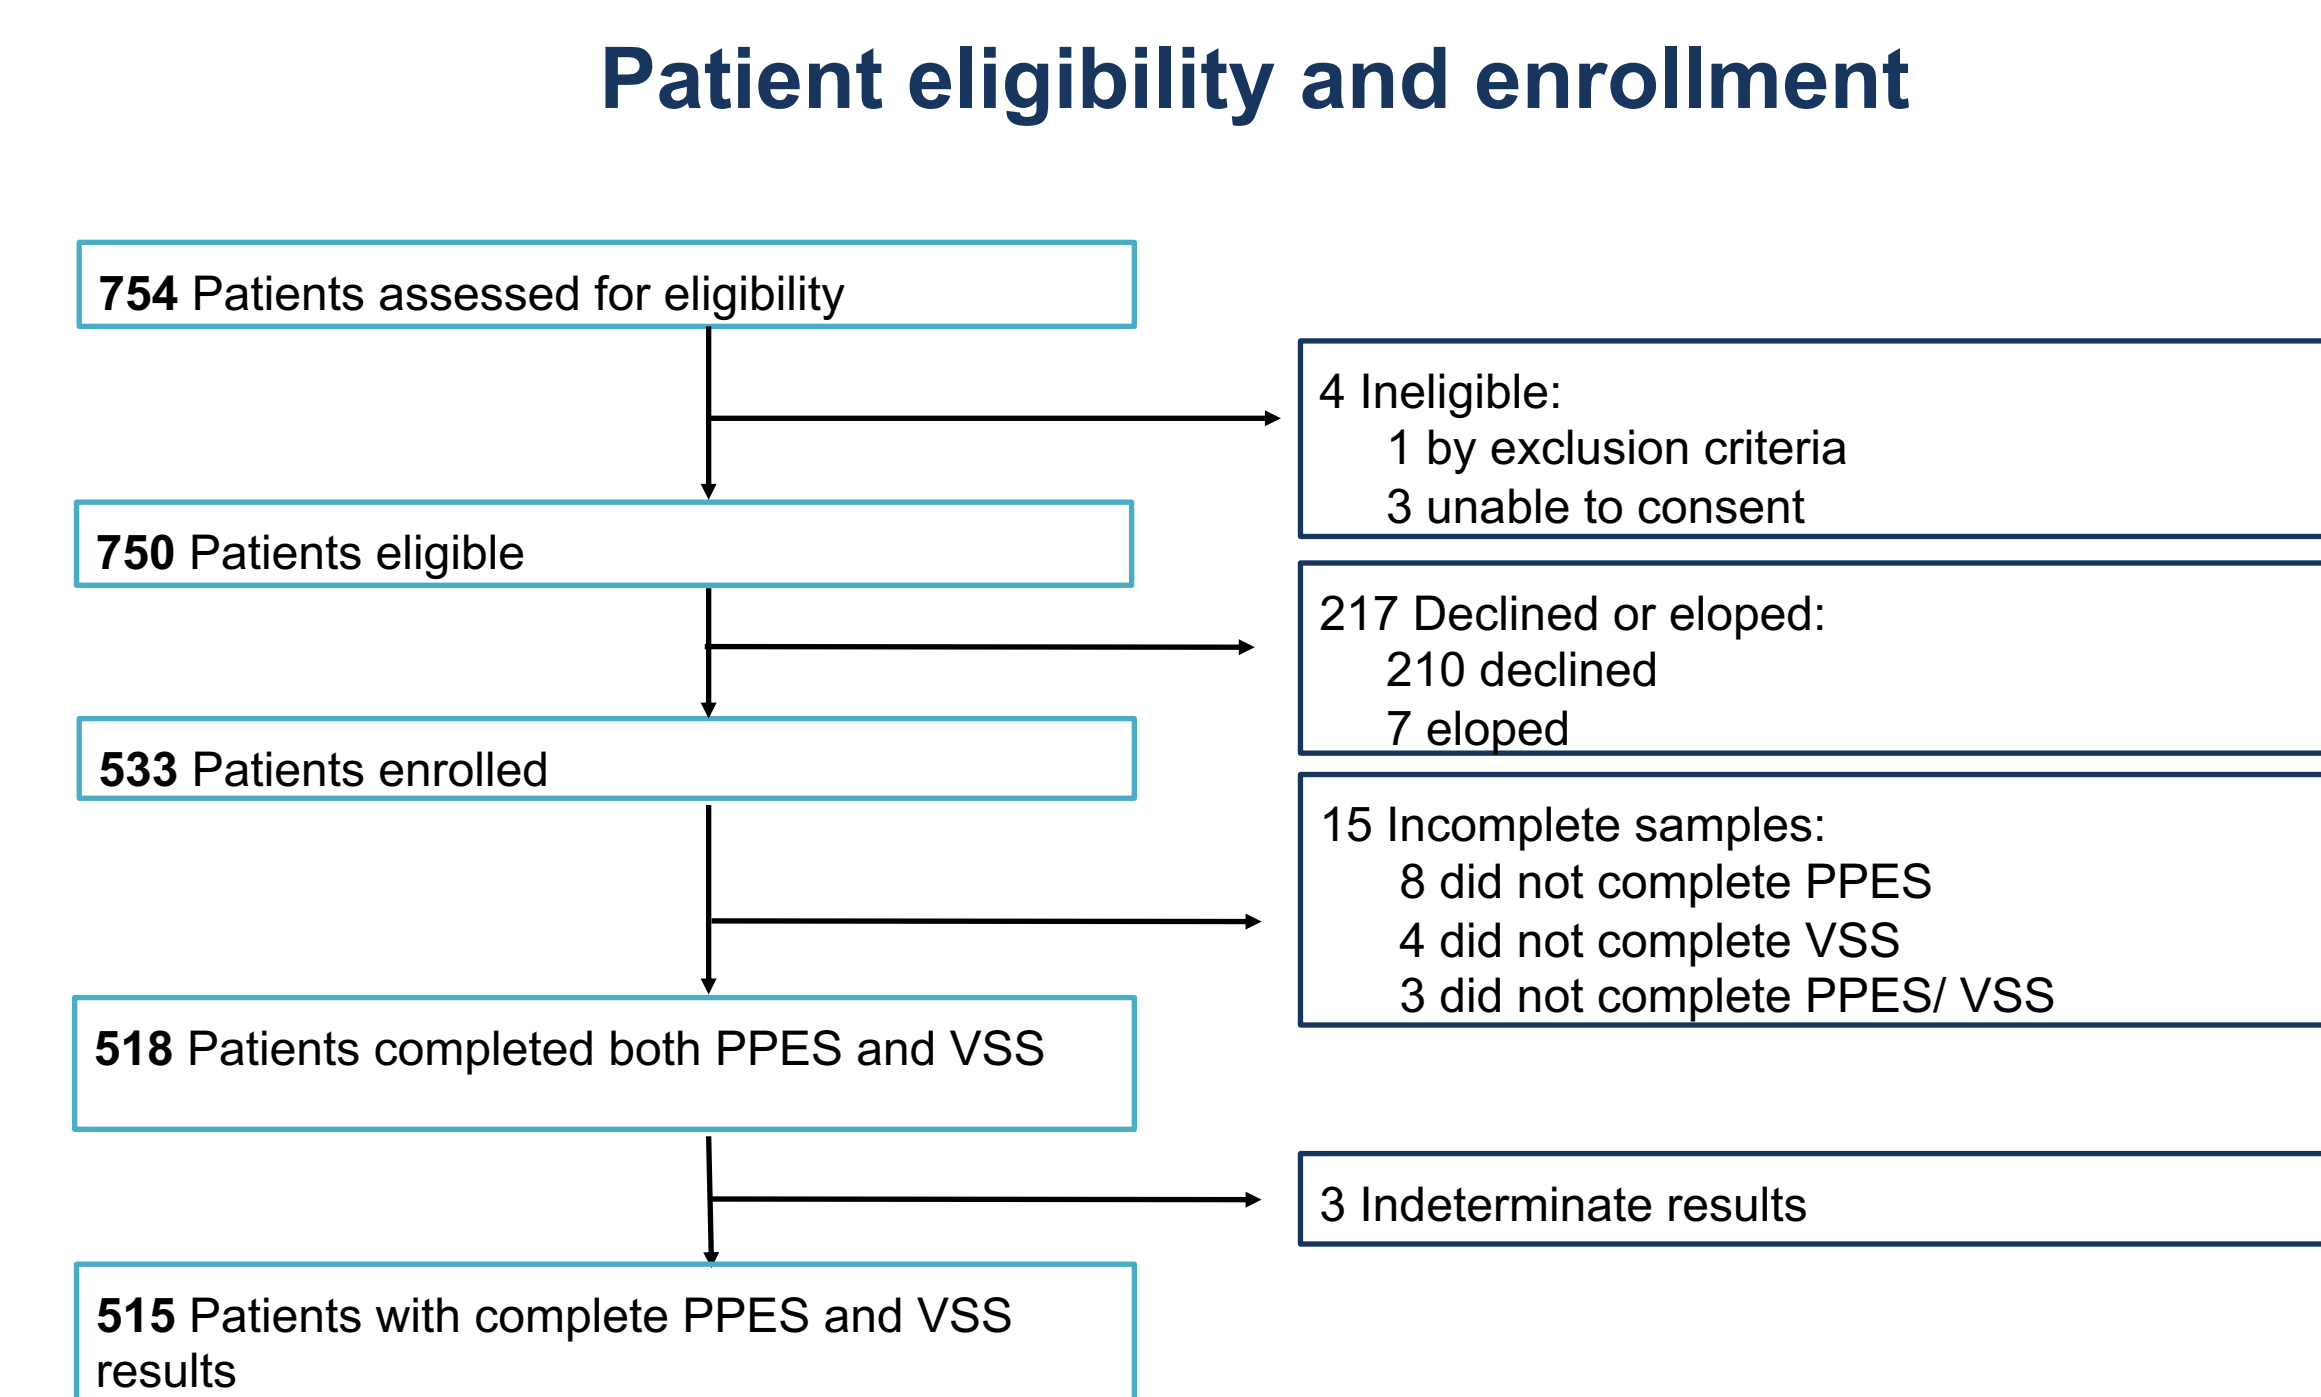 Patient eligibility and enrollment
754 Patients assessed for eligibility
4 Ineligible:
1 by exclusion criteria
3 unable to consent
750 Patients eligible
217 Declined or eloped:
210 declined
7 eloped
533 Patients enrolled
15 Incomplete samples:
8 did not complete PPES
4 did not complete VSS
3 did not complete PPES/ VSS
518 Patients completed both PPES and VSS
3 Indeterminate results
515 Patients with complete PPES and VSS
results